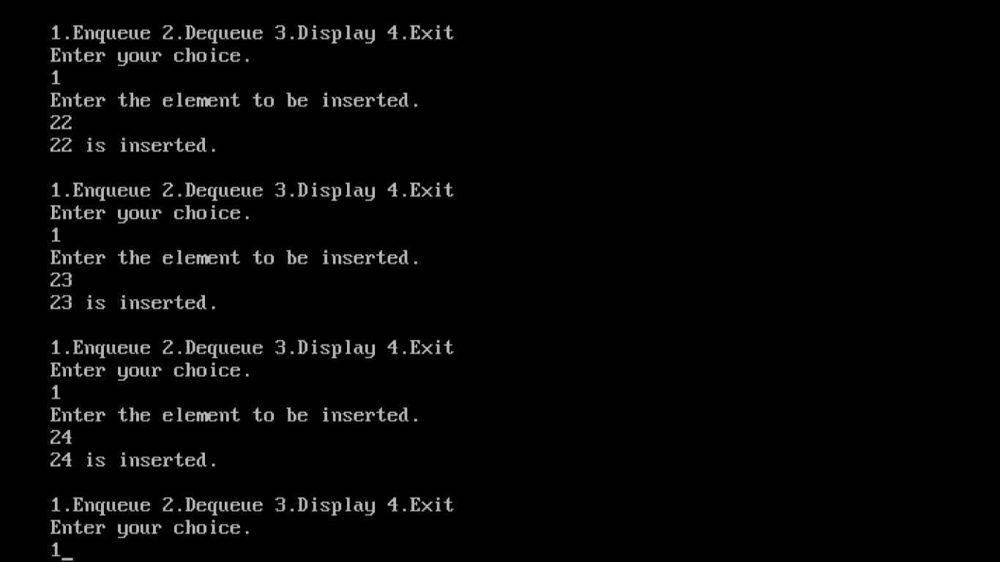 1.Enqueue 2.Dequeue 3.Display 4.Exit
Enter your choice.
1
Enter the element to be inserted.
22
22 is inserted.
1.Enqueue 2.Dequeue 3.Display 4.Exit
Enter your choice.
1
Enter the element to be inserted.
23
23 is inserted.
1.Enqueue 2.Dequeue 3.Display 4.Exit
Enter your choice.
1
Enter the element to be inserted.
24
24 is inserted.
1.Enqueue 2.Dequeue 3.Display 4.Exit
Enter your choice.
1_